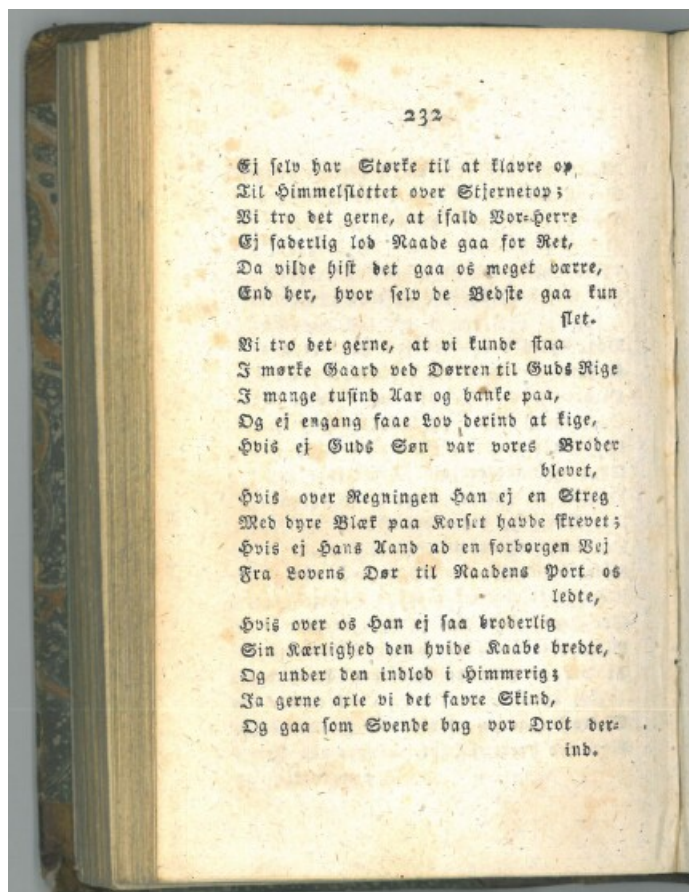 232
Ej selv har Størke til at klavre op
Til Himmelslottet over Stjernetop;
Vi tro det gerne, at ifald Vor-Herre
Ej faderlig lod Naade gaa for Ret,
Da vilde hist det gaa os meget værre,
End her, hvor selv de Bedste gaa kun
slet.
Vi tro det gerne, at vi kunde staa
I mørke Gaard ved Dørren til Guds Rige
I mange tusind Aar og banke paa,
Og ej engang faae Lov derind at kige,
Hvis ej Guds Søn var vores Broder
blevet,
Hvis over Regningen Han ej en Streg
Med dyre Blæk paa Korset havde skrevet;
Hvis ej Hans Aand ad en forborgen Vej
Fra Lovens Dør til Naadens Port os
ledte,
Hvis over os Han ej saa broderlig
Sin Kærlighed den hvide Kaabe bredte,
Og under den indlod i Himmerig;
Ja gerne axle vi det favre Skind,
Og gaa som Svende bag vor Drot der-
ind.